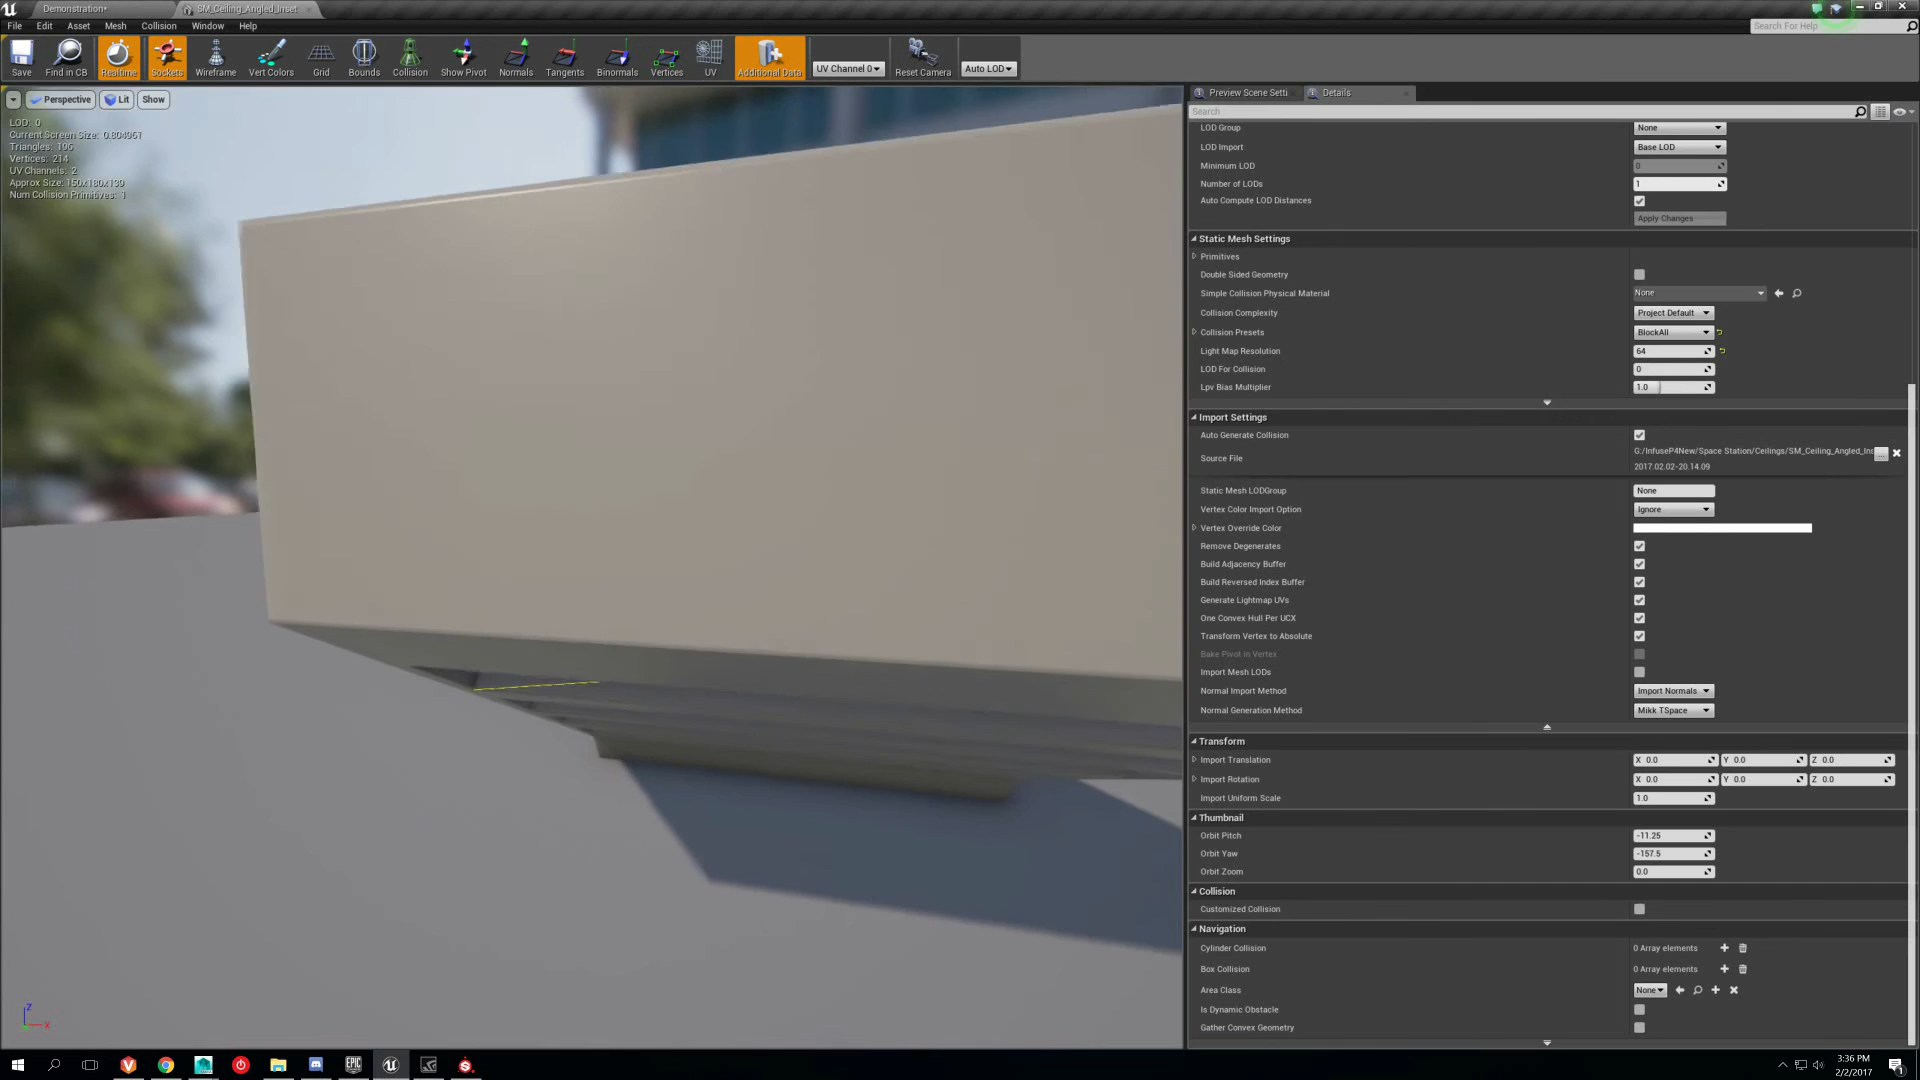 Demonstration*
SM_Ceiling_Angled_Inset
File Edit Asset Mesh Collision Window Help
Search For Help
Save
Find in CB
Realtime
Sockets
Wireframe
Vert Colors
Grid
Bounds
Collision
Show Pivot
Normals
Tangents
Binormals
Vertices
UV
Additional Data
UV Channel 0
Reset Camera
Auto LOD
Perspective Lit Show
LOD: 0
Current Screen Size: 0.804961
Triangles: 196
Vertices: 214
UV Channels: 2
Approx Size: 150x180x139
Num Collision Primitives: 1
Z
X
Preview Scene Setti
Details
Search
LOD Group None
LOD Import Base LOD
Minimum LOD 0
Number of LODs 1
Auto Compute LOD Distances
Apply Changes
Static Mesh Settings
Primitives
Double Sided Geometry
Simple Collision Physical Material None
Collision Complexity Project Default
Collision Presets BlockAll
Light Map Resolution 64
LOD For Collision 0
Lpv Bias Multiplier 1.0
Import Settings
Auto Generate Collision
Source File G:/InfuseP4New/Space Station/Ceilings/SM_Ceiling_Angled_Ins ...
2017.02.02-20.14.09
Static Mesh LODGroup None
Vertex Color Import Option Ignore
Vertex Override Color
Remove Degenerates
Build Adjacency Buffer
Build Reversed Index Buffer
Generate Lightmap UVs
One Convex Hull Per UCX
Transform Vertex to Absolute
Bake Pivot in Vertex
Import Mesh LODs
Normal Import Method Import Normals
Normal Generation Method Mikk TSpace
Transform
Import Translation X 0.0 Y 0.0 Z 0.0
Import Rotation X 0.0 Y 0.0 Z 0.0
Import Uniform Scale 1.0
Thumbnail
Orbit Pitch -11.25
Orbit Yaw -157.5
Orbit Zoom 0.0
Collision
Customized Collision
Navigation
Cylinder Collision 0 Array elements
Box Collision 0 Array elements
Area Class None
Is Dynamic Obstacle
Gather Convex Geometry
EPIC
3:36 PM
2/2/2017
1